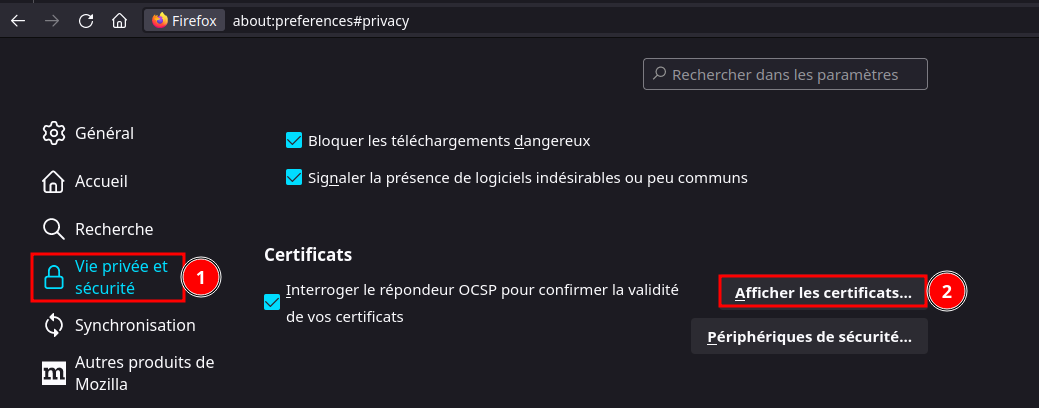 Firefox about:preferences#privacy
Rechercher dans les paramètres
Général
Accueil
Recherche
Vie privée et
sécurité
1
Synchronisation
m Autres produits de
Mozilla
Bloquer les téléchargements dangereux
Signaler la présence de logiciels indésirables ou peu communs
Certificats
Interroger le répondeur OCSP pour confirmer la validité
de vos certificats
Afficher les certificats...
2
Périphériques de sécurité...